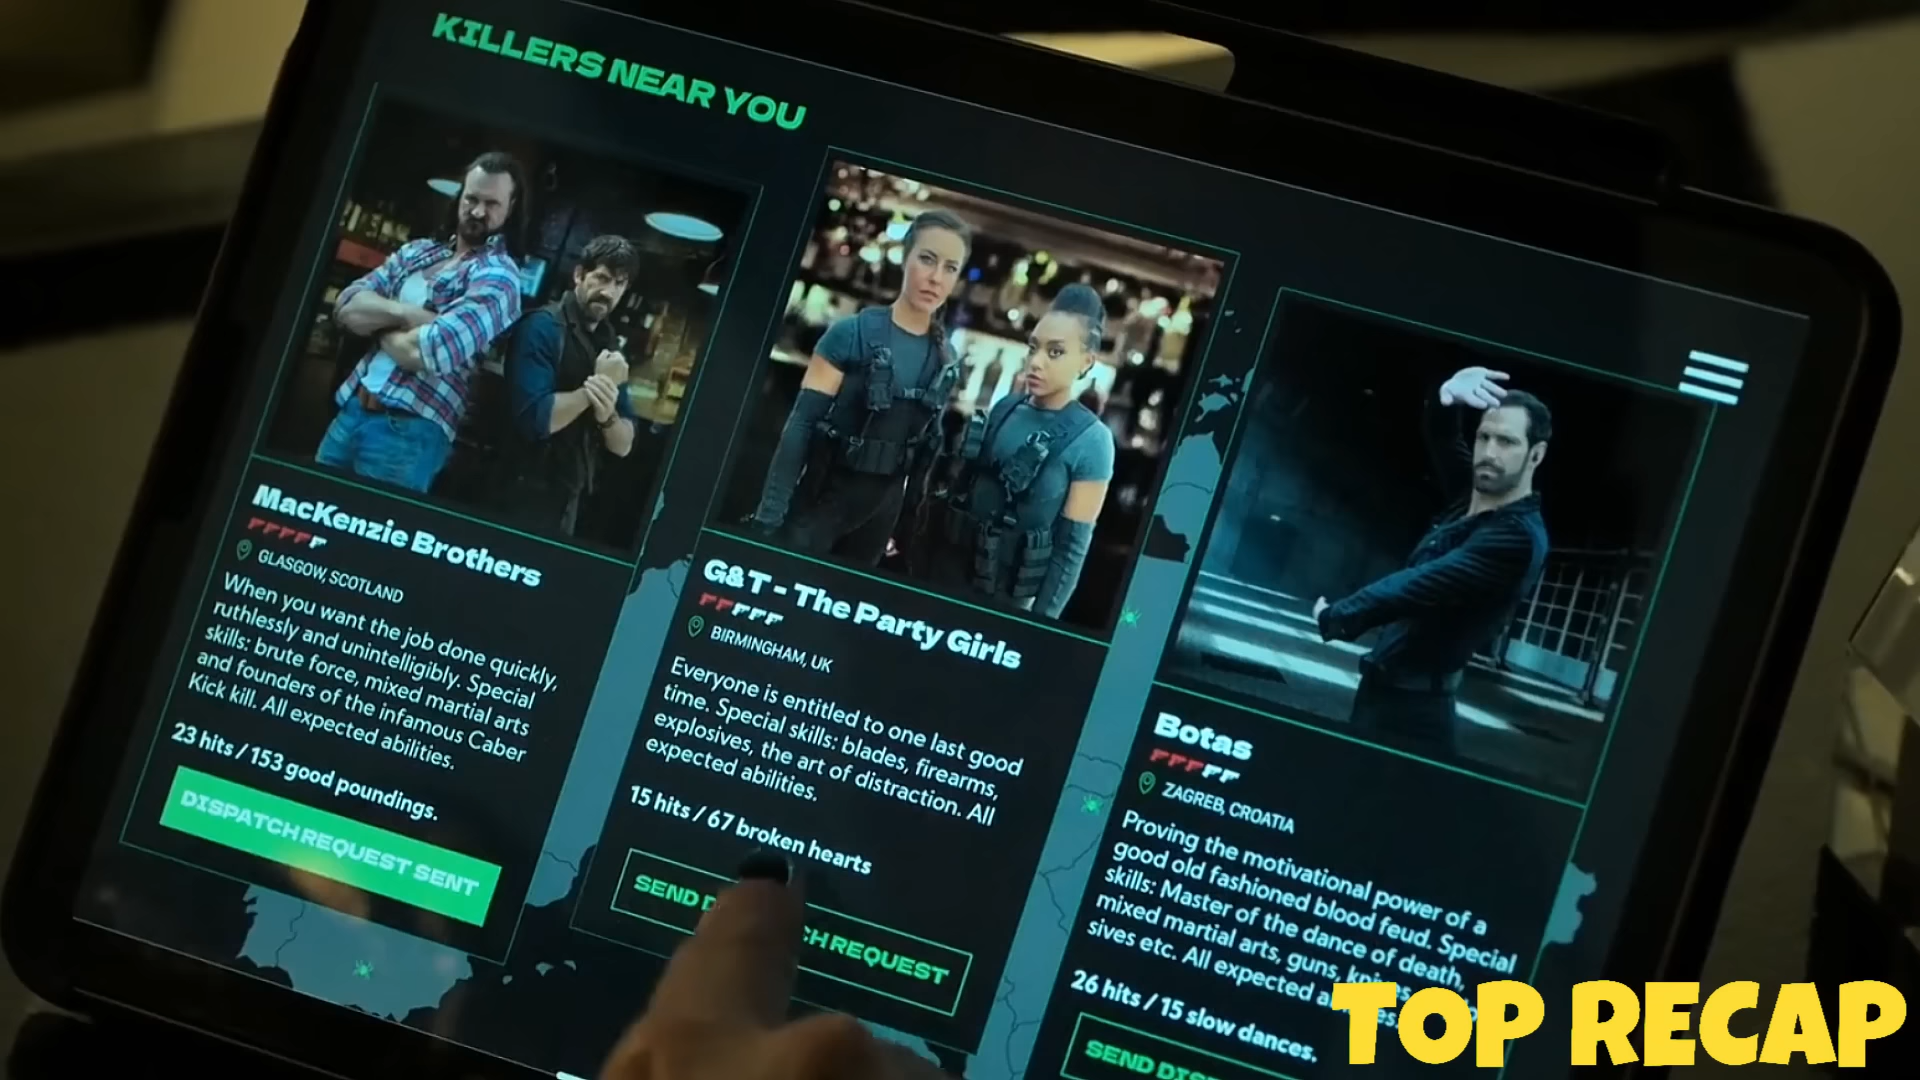 KILLERS NEAR YOU
MacKenzie Brothers
GLASGOW, SCOTLAND
When you want the job done quickly,
ruthlessly and unintelligibly. Special
skills: brute force, mixed martial arts
and founders of the infamous Caber
Kick kill. All expected abilities.
23 hits / 153 good poundings.
DISPATCH REQUEST SENT
G&T - The Party Girls
BIRMINGHAM, UK
Everyone is entitled to one last good
time. Special skills: blades, firearms,
explosives, the art of distraction. All
expected abilities.
15 hits / 67 broken hearts
SEND REQUEST
Botas
ZAGREB, CROATIA
Proving the motivational power of a
good old fashioned blood feud. Special
skills: Master of the dance of death,
mixed martial arts, guns,
sives etc. All expected
26 hits / 15 slow dances.
SEND
TOP RECAP